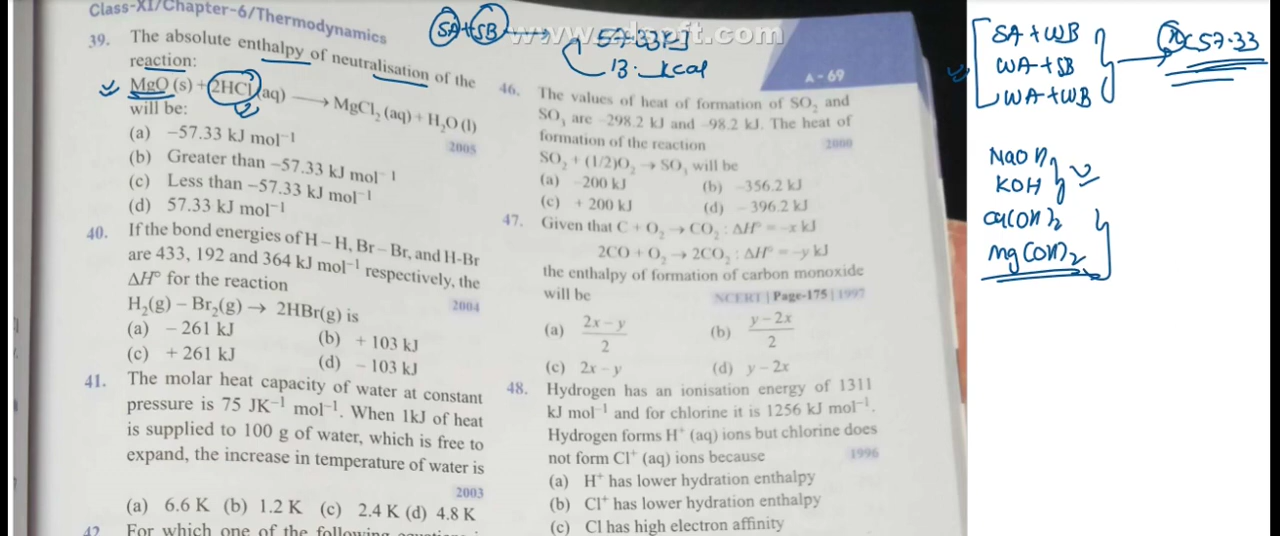 Class-XI/Chapter-6/Thermodynamics
SA + SB
57.33 kJ
13. kcal
A - 69
39. The absolute enthalpy of neutralisation of the
reaction:
MgO (s) + 2HCl (aq) ⟶ MgCl₂ (aq) + H₂O (l)
will be:
2005
(a) −57.33 kJ mol⁻¹
(b) Greater than −57.33 kJ mol⁻¹
(c) Less than −57.33 kJ mol⁻¹
(d) 57.33 kJ mol⁻¹
40. If the bond energies of H – H, Br – Br, and H-Br
are 433, 192 and 364 kJ mol⁻¹ respectively, the
ΔH° for the reaction
H₂(g) − Br₂(g) → 2HBr(g) is
2004
(a) − 261 kJ (b) + 103 kJ
(c) + 261 kJ (d) − 103 kJ
41. The molar heat capacity of water at constant
pressure is 75 JK⁻¹ mol⁻¹. When 1kJ of heat
is supplied to 100 g of water, which is free to
expand, the increase in temperature of water is
2003
(a) 6.6 K (b) 1.2 K (c) 2.4 K (d) 4.8 K
42. For which one of the following
46. The values of heat of formation of SO₂ and
SO₃ are −298.2 kJ and −98.2 kJ. The heat of
formation of the reaction
2000
SO₂ + (1/2)O₂ → SO₃ will be
(a) −200 kJ (b) −356.2 kJ
(c) + 200 kJ (d) − 396.2 kJ
47. Given that C + O₂ → CO₂ : ΔH° = −x kJ
2CO + O₂ → 2CO₂ : ΔH° = −y kJ
the enthalpy of formation of carbon monoxide
will be
NCERT | Page-175 | 1997
(a) (2x − y)/2 (b) (y − 2x)/2
(c) 2x − y (d) y − 2x
48. Hydrogen has an ionisation energy of 1311
kJ mol⁻¹ and for chlorine it is 1256 kJ mol⁻¹.
Hydrogen forms H⁺ (aq) ions but chlorine does
not form Cl⁺ (aq) ions because
1996
(a) H⁺ has lower hydration enthalpy
(b) Cl⁺ has lower hydration enthalpy
(c) Cl has high electron affinity
SA + WB
WA + SB
WA + WB
< 57.33
NaOH
KOH
Ca(OH)₂
Mg(OH)₂